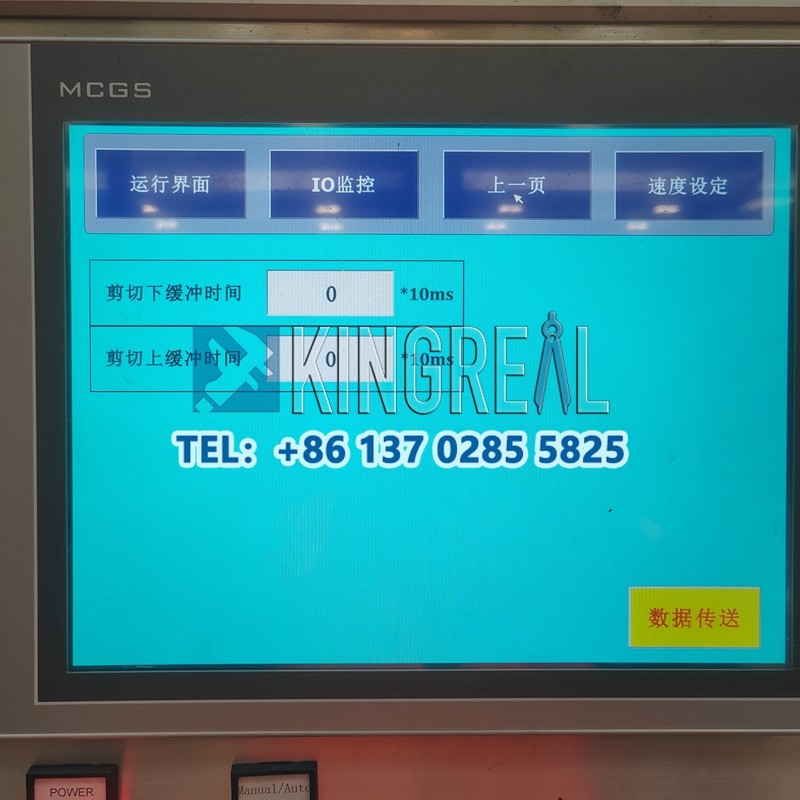 MCGS
运行界面 IO监控 上一页 速度设定
剪切下缓冲时间 0 *10ms
剪切上缓冲时间 0 *10ms
KINGREAL
TEL: +86 137 0285 5825
数据传送
POWER Manual/Auto